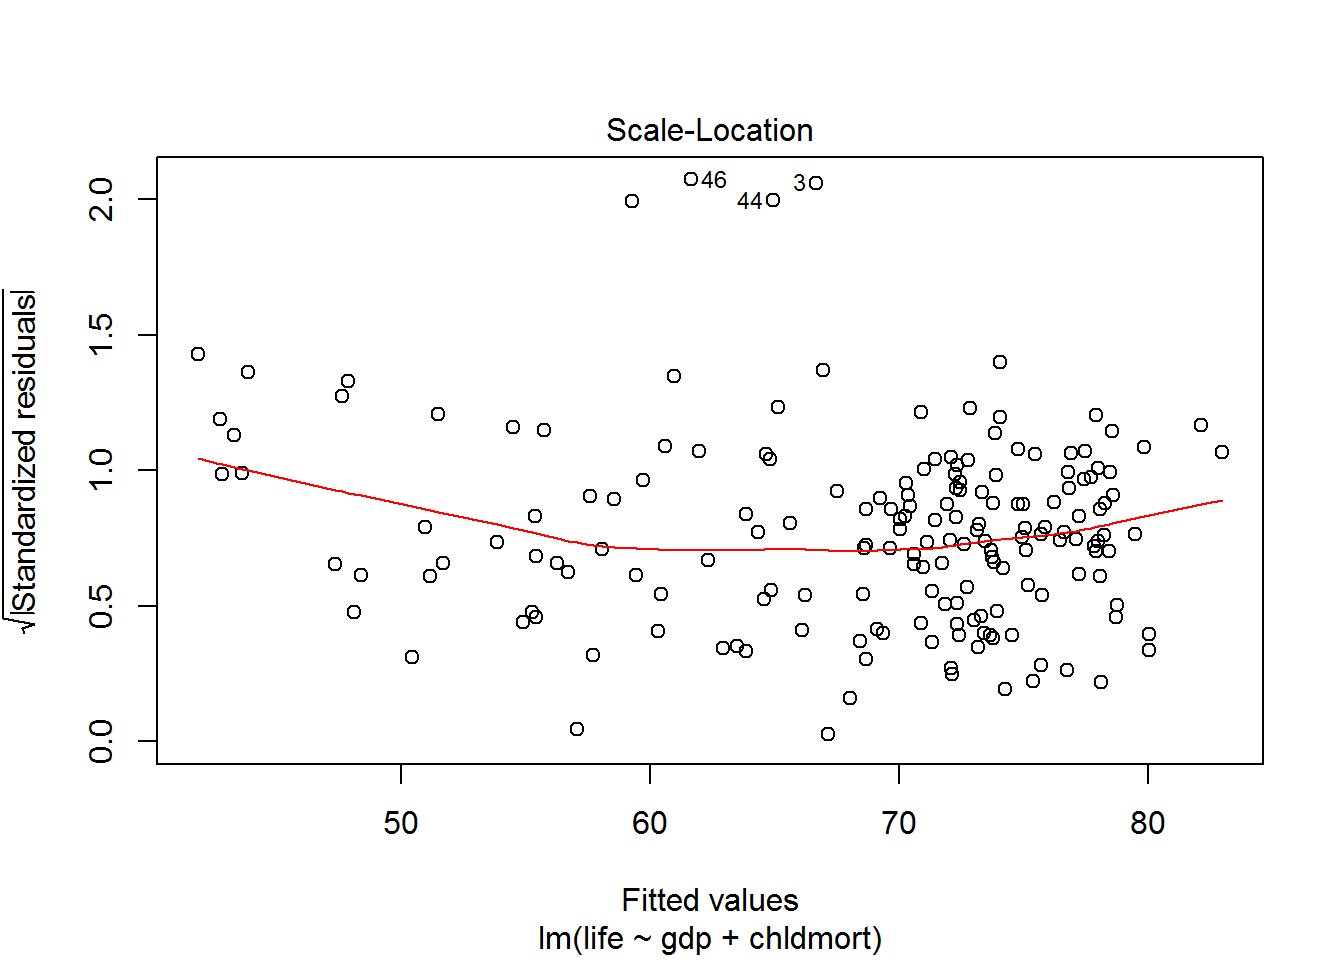 Scale-Location
√|Standardized residuals|
2.0
1.5
1.0
0.5
0.0
46
3
44
50 60 70 80
Fitted values
lm(life ~ gdp + chldmort)